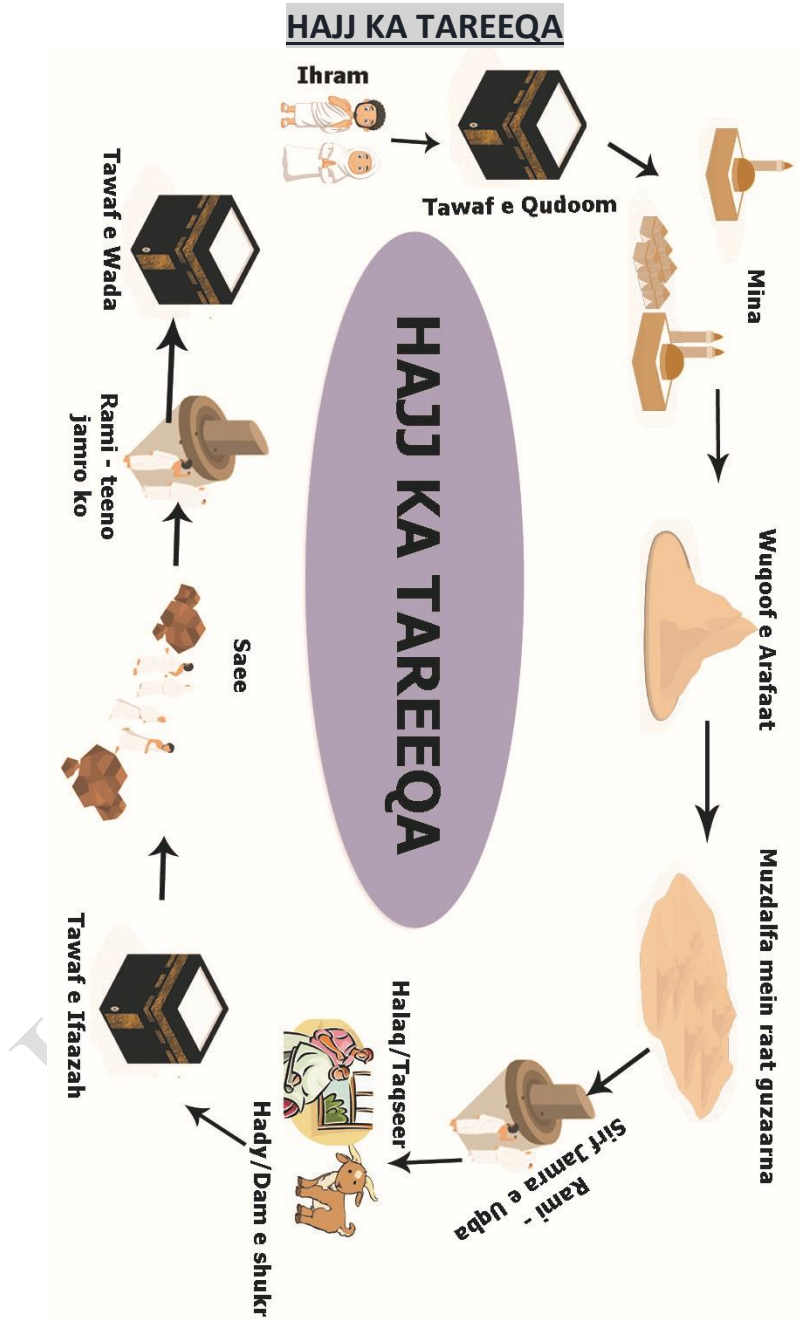 HAJJ KA TAREEQA
Ihram
Tawaf e Qudoom
Mina
Wuqoof e Arafaat
Muzdalfa mein raat guzaarna
Rami -
Sirf Jamra e Uqba
Halaq/Taqseer
Hady/Dam e shukr
Tawaf e Ifaazah
Saee
Rami - teeno
jamro ko
Tawaf e Wada
HAJJ KA TAREEQA